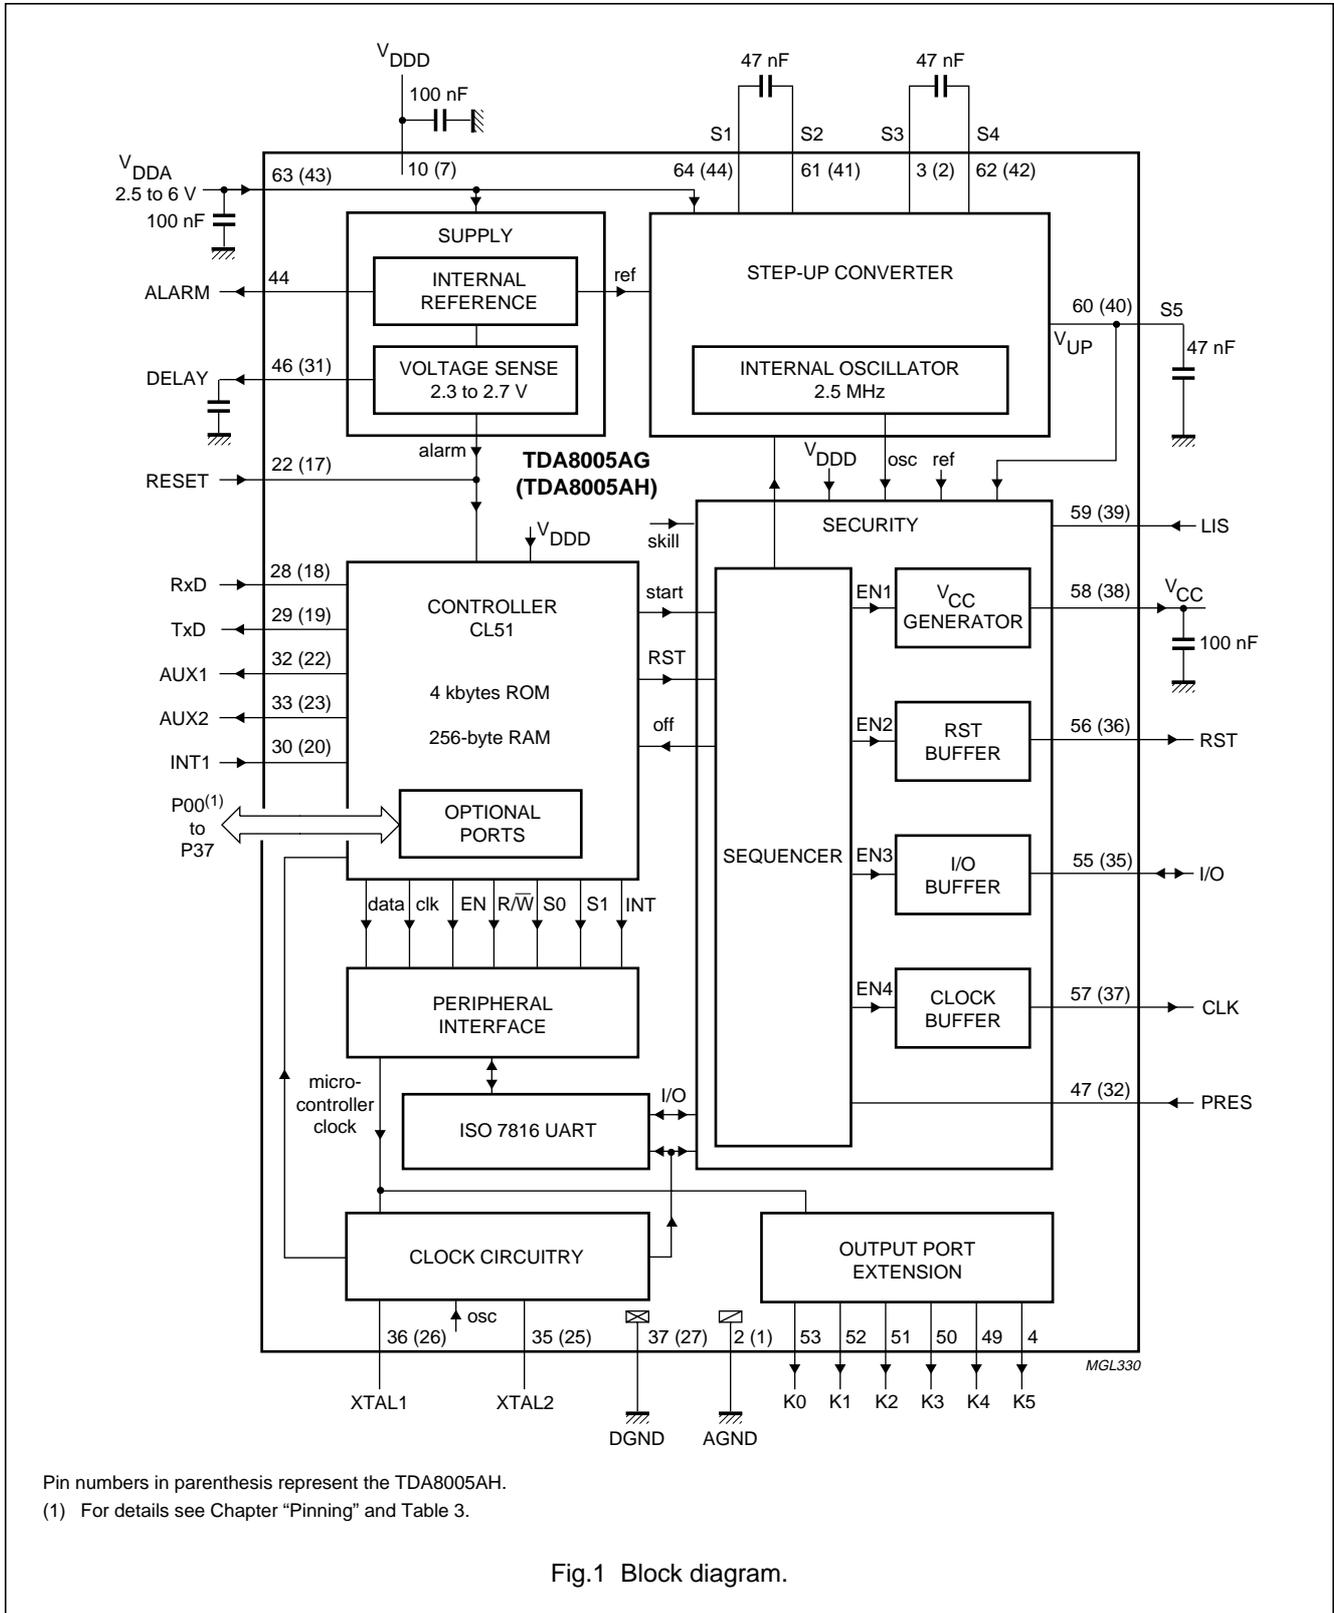 VDDD
100 nF
47 nF
47 nF
S1
S2
S3
S4
VDDA
2.5 to 6 V
100 nF
63 (43)
10 (7)
64 (44)
61 (41)
3 (2)
62 (42)
SUPPLY
INTERNAL
REFERENCE
ref
STEP-UP CONVERTER
ALARM
44
60 (40)
S5
VUP
47 nF
DELAY
46 (31)
VOLTAGE SENSE
2.3 to 2.7 V
INTERNAL OSCILLATOR
2.5 MHz
alarm
TDA8005AG
(TDA8005AH)
VDDD
osc
ref
RESET
22 (17)
skill
SECURITY
59 (39)
LIS
VDDD
RxD
28 (18)
CONTROLLER
CL51
start
EN1
VCC
GENERATOR
58 (38)
VCC
100 nF
TxD
29 (19)
AUX1
32 (22)
4 kbytes ROM
RST
AUX2
33 (23)
256-byte RAM
off
EN2
RST
BUFFER
56 (36)
RST
INT1
30 (20)
P00(1)
to
P37
OPTIONAL
PORTS
SEQUENCER
EN3
I/O
BUFFER
55 (35)
I/O
data
clk
EN
R/W̅
S0
S1
INT
PERIPHERAL
INTERFACE
EN4
CLOCK
BUFFER
57 (37)
CLK
micro-
controller
clock
ISO 7816 UART
I/O
47 (32)
PRES
CLOCK CIRCUITRY
OUTPUT PORT
EXTENSION
osc
36 (26)
35 (25)
37 (27)
2 (1)
53
52
51
50
49
4
MGL330
XTAL1
XTAL2
DGND
AGND
K0
K1
K2
K3
K4
K5
Pin numbers in parenthesis represent the TDA8005AH.
(1) For details see Chapter “Pinning” and Table 3.
Fig.1 Block diagram.